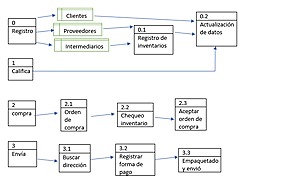 0
Registro
Clientes
Proveedores
Intermediarios
0.1
Registro de
inventarios
0.2
Actualización
de datos
1
Califica
2
compra
2.1
Orden
de
compra
2.2
Chequeo
inventario
2.3
Aceptar
orden de
compra
3
Envía
3.1
Buscar
dirección
3.2
Registrar
forma de
pago
3.3
Empaquetado
y envió